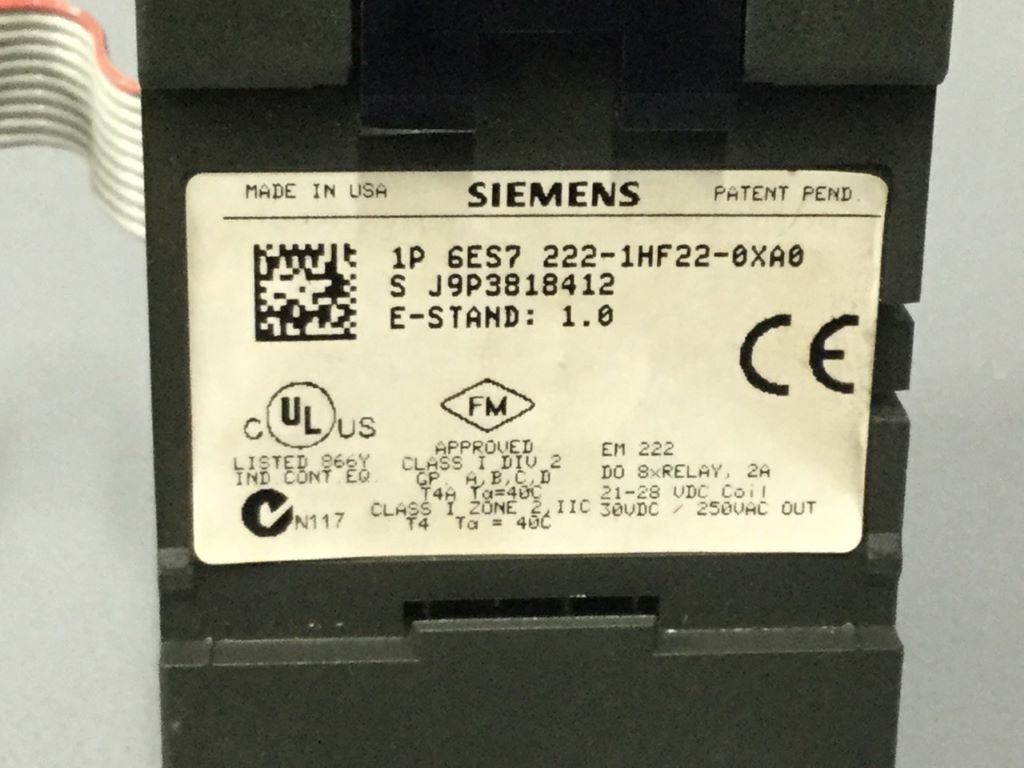 MADE IN USA SIEMENS PATENT PEND.
1P 6ES7 222-1HF22-0XA0
S J9P3818412
E-STAND: 1.0
CE
C UL US
LISTED 866Y
IND CONT EQ.
N117
FM
APPROVED
CLASS I DIV 2
GP. A,B,C,D
T4A Ta=40C
CLASS I ZONE 2,IIC
T4 Ta = 40C
EM 222
DO 8xRELAY, 2A
21-28 VDC Coil
30VDC / 250VAC OUT